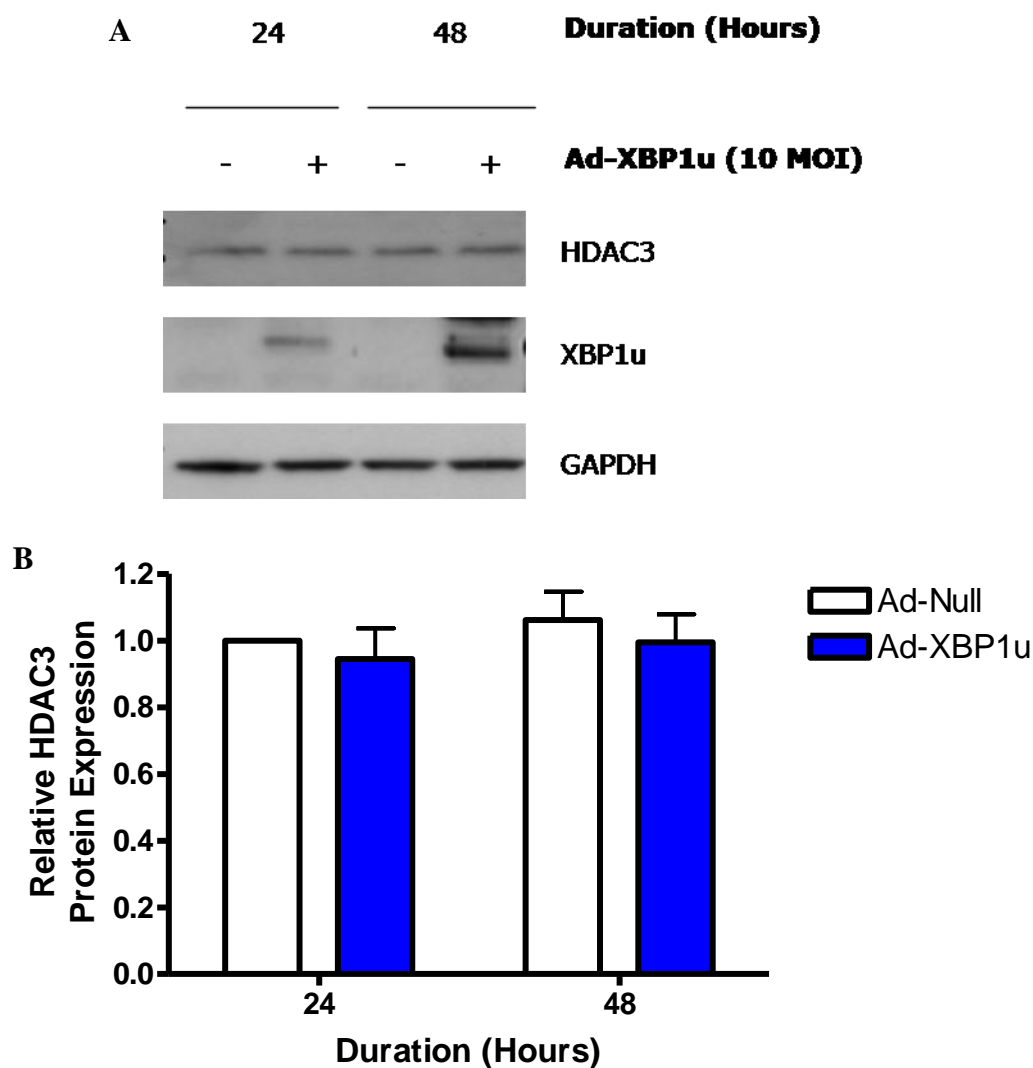 A
24 48 Duration (Hours)
- + - + Ad-XBP1u (10 MOI)
HDAC3
XBP1u
GAPDH
B
Relative HDAC3
Protein Expression
1.2
1.0
0.8
0.6
0.4
0.2
0.0
24 48
Duration (Hours)
Ad-Null
Ad-XBP1u